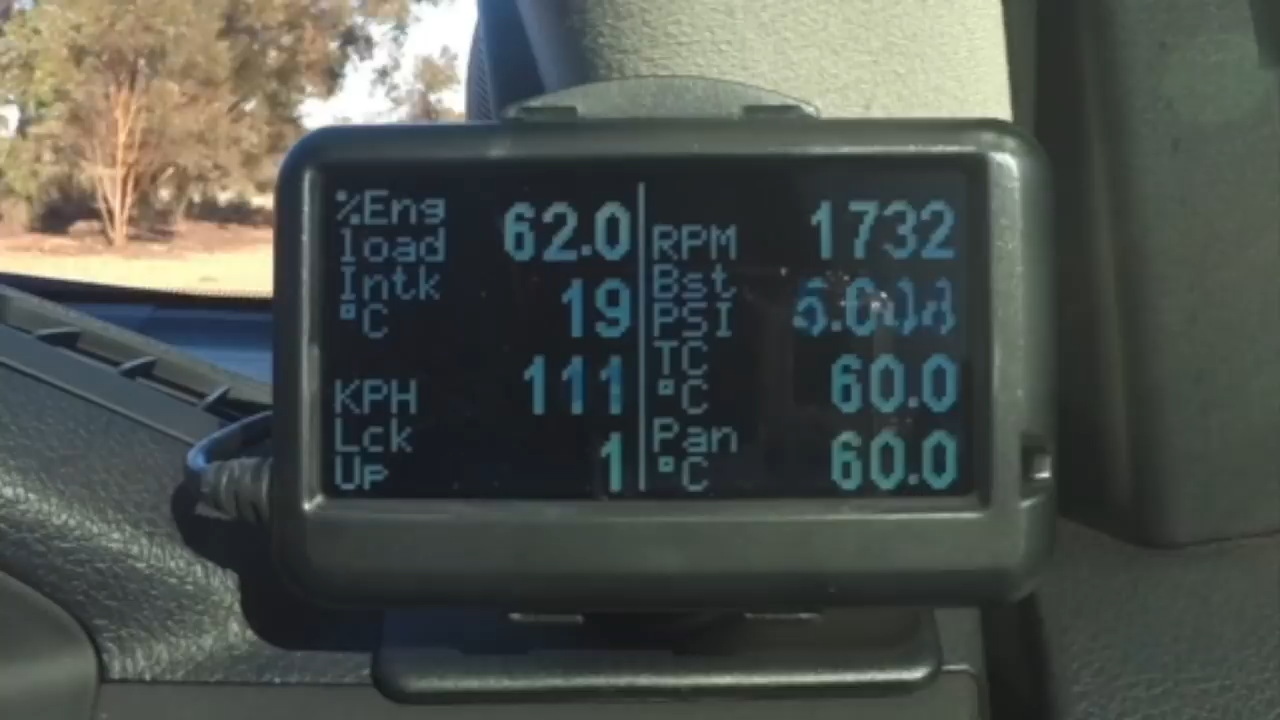 %Eng load 62.0
Intk °C 19
KPH 111
Lck Up 1
RPM 1732
Bst PSI
TC °C 60.0
Pan °C 60.0